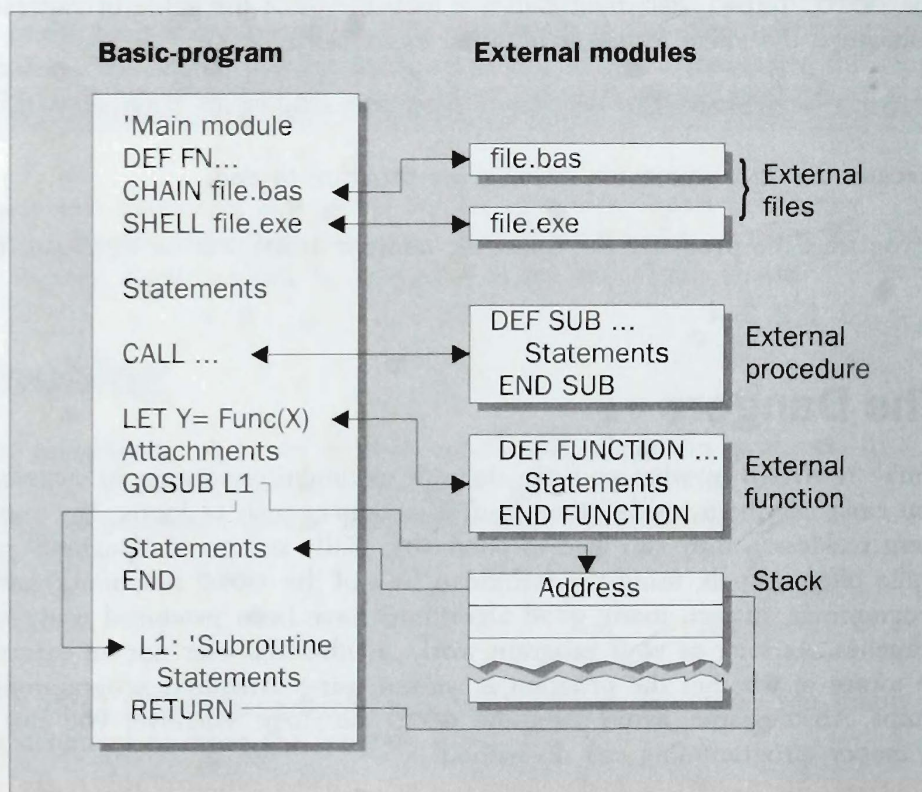 Basic-program
'Main module
DEF FN...
CHAIN file.bas
SHELL file.exe
Statements
CALL ...
LET Y= Func(X)
Attachments
GOSUB L1
Statements
END
L1: 'Subroutine
Statements
RETURN
External modules
file.bas
file.exe
External
files
DEF SUB ...
Statements
END SUB
External
procedure
DEF FUNCTION ...
Statements
END FUNCTION
External
function
Address
Stack